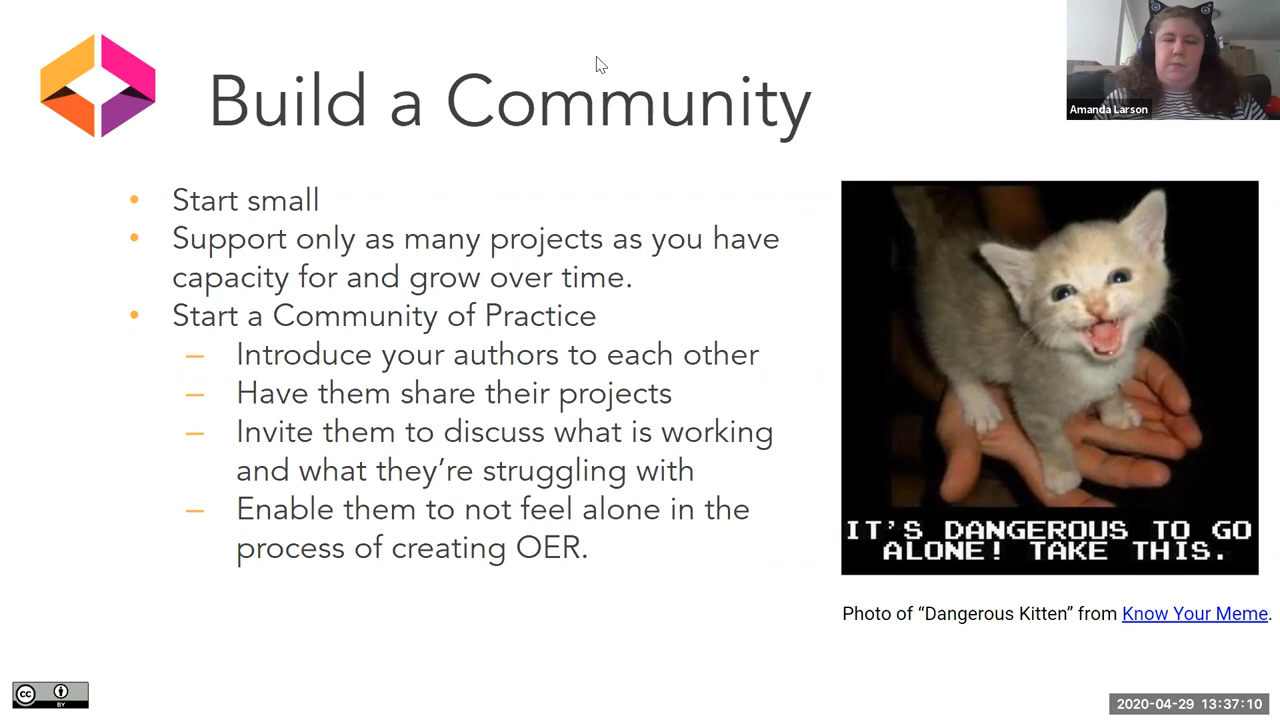 Build a Community
Amanda Larson
• Start small
• Support only as many projects as you have
capacity for and grow over time.
• Start a Community of Practice
– Introduce your authors to each other
– Have them share their projects
– Invite them to discuss what is working
and what they’re struggling with
– Enable them to not feel alone in the
process of creating OER.
IT'S DANGEROUS TO GO
ALONE! TAKE THIS.
Photo of “Dangerous Kitten” from Know Your Meme.
cc
BY
2020-04-29 13:37:10